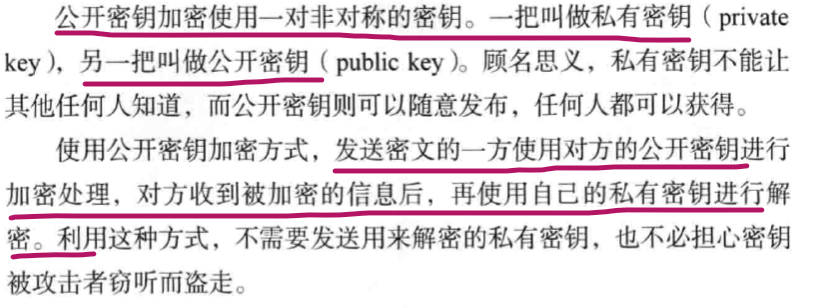 公开密钥加密使用一对非对称的密钥。一把叫做私有密钥（private
key），另一把叫做公开密钥（public key）。顾名思义，私有密钥不能让
其他任何人知道，而公开密钥则可以随意发布，任何人都可以获得。
使用公开密钥加密方式，发送密文的一方使用对方的公开密钥进行
加密处理，对方收到被加密的信息后，再使用自己的私有密钥进行解
密。利用这种方式，不需要发送用来解密的私有密钥，也不必担心密钥
被攻击者窃听而盗走。